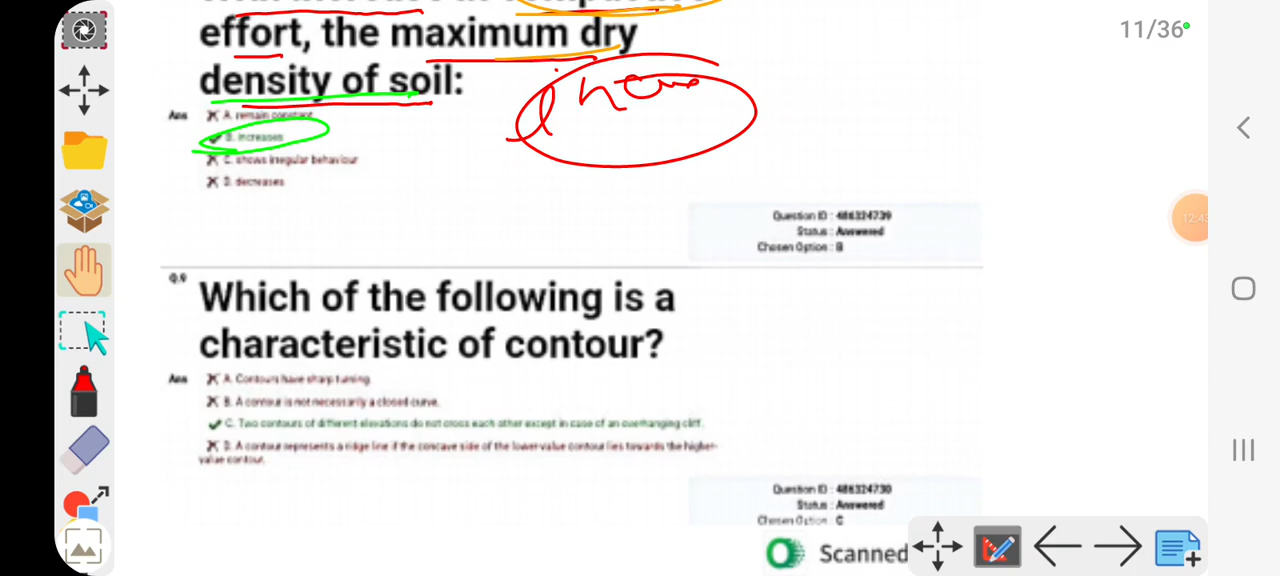 effort, the maximum dry
11/36
density of soil:
Ans
A. remain constant
B. increases
C. shows irregular behaviour
D. decreases
Question ID : 486324739
Status : Answered
Chosen Option : B
12:43
Q.9
Which of the following is a
characteristic of contour?
Ans
A. Contours have sharp turning.
B. A contour is not necessarily a closed curve.
C. Two contours of different elevations do not cross each other except in case of an overhanging cliff.
D. A contour represents a ridge line if the concave side of the lower-value contour lies towards the higher-
value contour.
Question ID : 486324730
Status : Answered
Chosen Option : C
Scanned